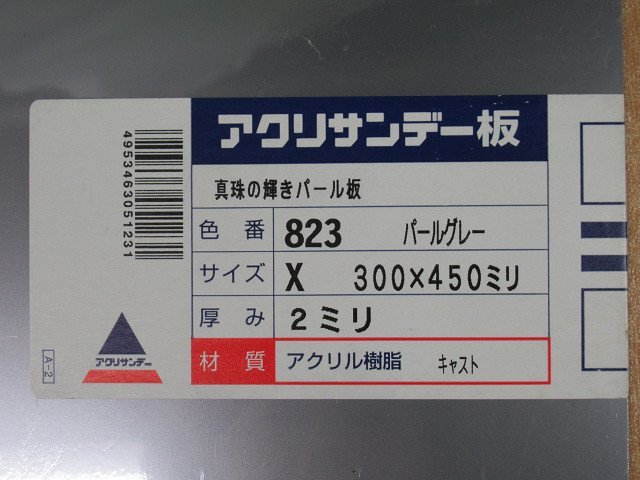 アクリサンデー板
真珠の輝きパール板
色番 823 パールグレー
サイズ X 300×450ミリ
厚み 2ミリ
材質 アクリル樹脂 キャスト
4953463051231
アクリサンデー
A-2